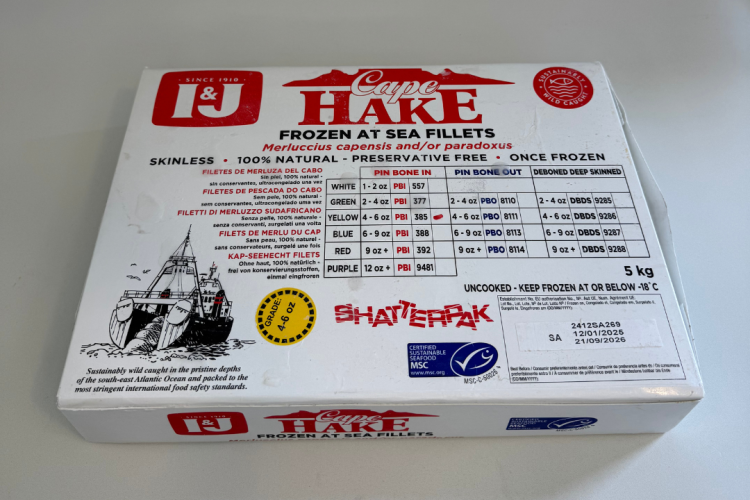 · SINCE 1910 ·
I&J
Cape
HAKE
FROZEN AT SEA FILLETS
Merluccius capensis and/or paradoxus
SKINLESS • 100% NATURAL - PRESERVATIVE FREE • ONCE FROZEN
SUSTAINABLY
WILD CAUGHT
FILETES DE MERLUZA DEL CABO
Sin piel, 100% natural -
sin conservantes, ultracongelado una vez
FILETES DE PESCADA DO CABO
Sem pele, 100% natural -
sem conservantes, ultracongelada uma vez
FILETTI DI MERLUZZO SUDAFRICANO
Senza pelle, 100% naturale -
senza conservanti, surgelati una volta
FILETS DE MERLU DU CAP
Sans peau, 100% naturel -
sans conservateurs, surgelé une fois
KAP-SEEHECHT FILETS
Ohne haut, 100% natürlich -
frei von konservierungsstoffen,
einmal eingfroren
PIN BONE IN PIN BONE OUT DEBONED DEEP SKINNED
WHITE 1 - 2 oz PBI 557
GREEN 2 - 4 oz PBI 377 2 - 4 oz PBO 8110 2 - 4 oz DBDS 9285
YELLOW 4 - 6 oz PBI 385 4 - 6 oz PBO 8111 4 - 6 oz DBDS 9286
BLUE 6 - 9 oz PBI 388 6 - 9 oz PBO 8113 6 - 9 oz DBDS 9287
RED 9 oz + PBI 392 9 oz + PBO 8114 9 oz + DBDS 9288
PURPLE 12 oz + PBI 9481
5 kg
UNCOOKED - KEEP FROZEN AT OR BELOW -18°C
GRADE:
4-6 oz
SHATTERPAK
2412SA269
SA 12/01/2025
21/09/2026
CERTIFIED
SUSTAINABLE
SEAFOOD
MSC
www.msc.org
Sustainably wild caught in the pristine depths
of the south-east Atlantic Ocean and packed to the
most stringent international food safety standards.
SINCE 1910
I&J
Cape
HAKE
FROZEN AT SEA FILLETS
MSC